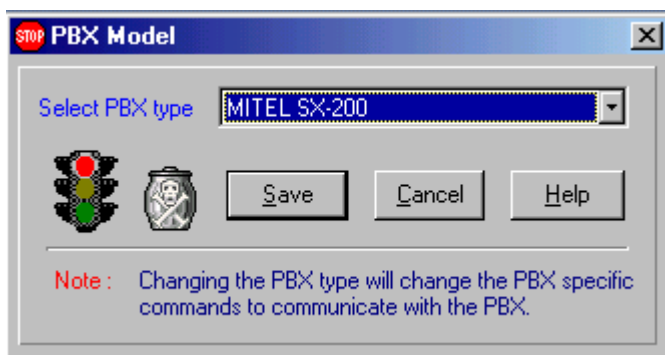 STOP PBX Model
Select PBX type MITEL SX-200
Save Cancel Help
Note : Changing the PBX type will change the PBX specific
commands to communicate with the PBX.